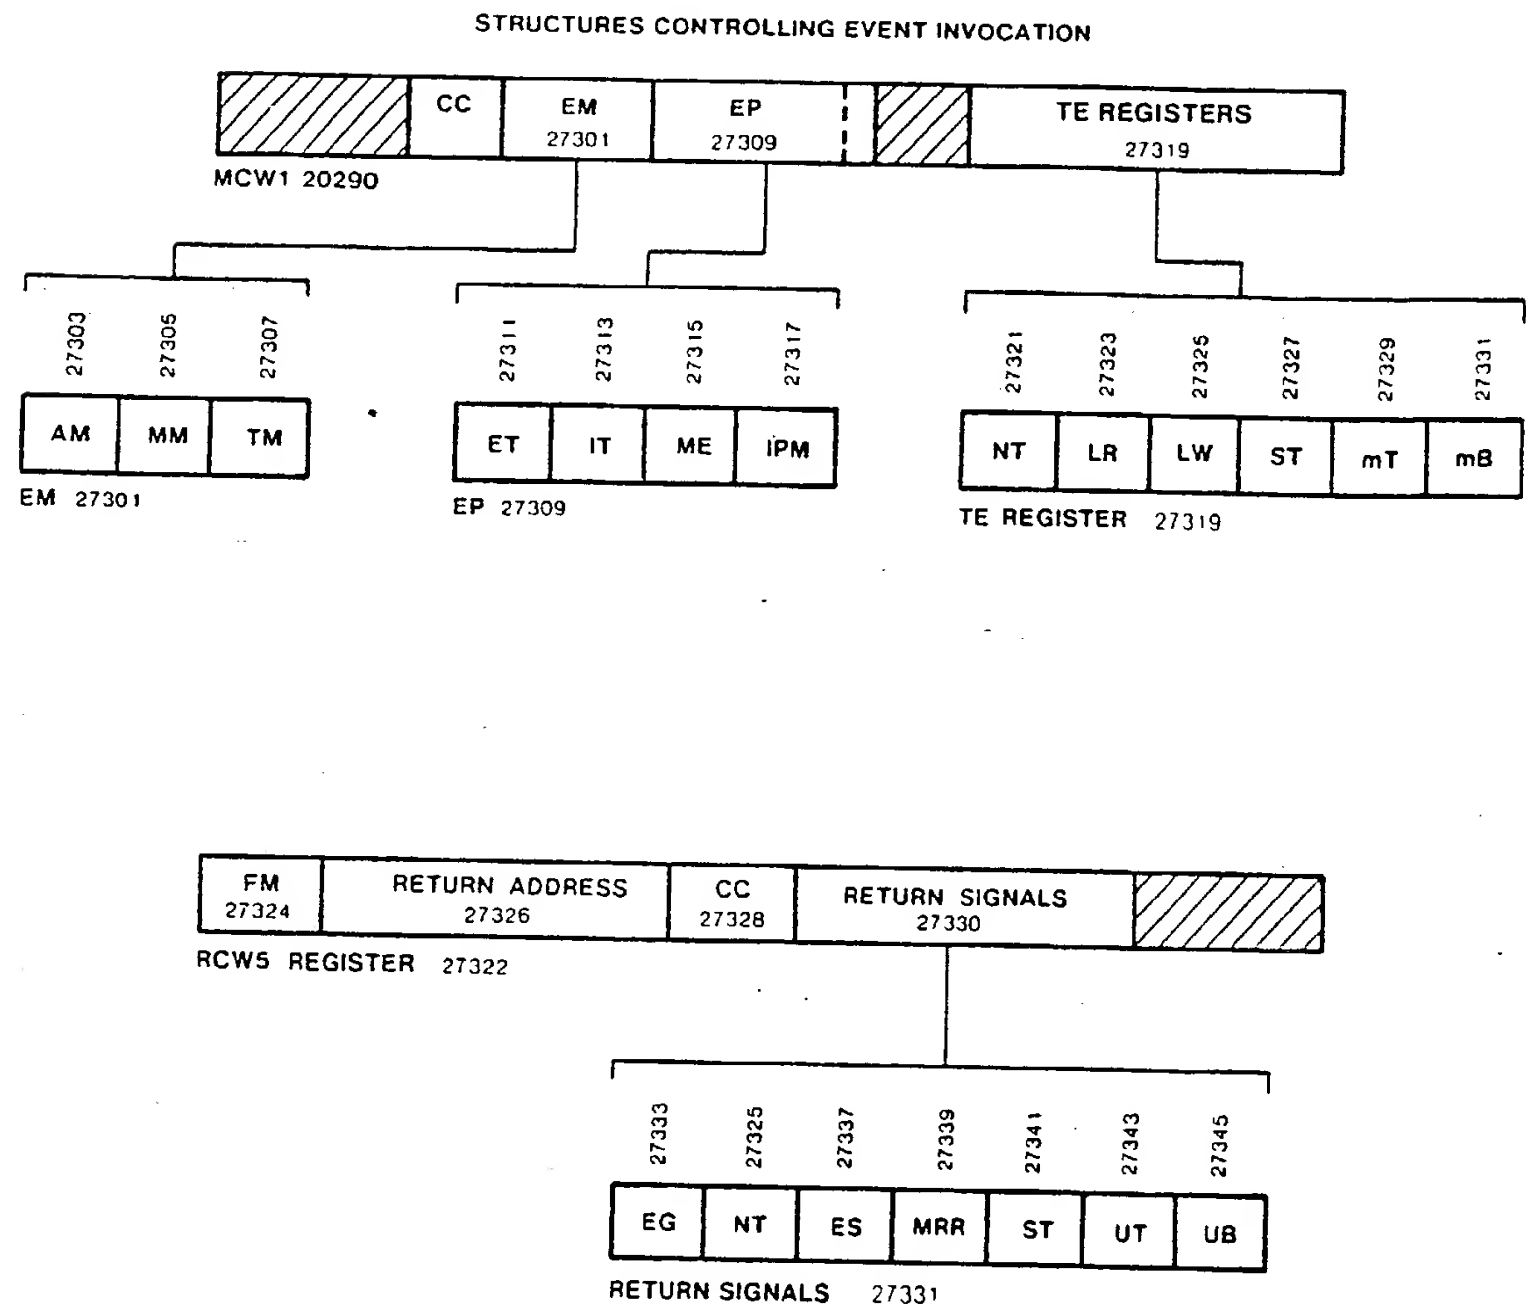 STRUCTURES CONTROLLING EVENT INVOCATION
CC EM EP TE REGISTERS
27301 27309 27319
MCW1 20290
27303 27305 27307 27311 27313 27315 27317 27321 27323 27325 27327 27329 27331
AM MM TM ET IT ME IPM NT LR LW ST mT mB
EM 27301 EP 27309 TE REGISTER 27319
FM RETURN ADDRESS CC RETURN SIGNALS
27324 27326 27328 27330
RCW5 REGISTER 27322
27333 27325 27337 27339 27341 27343 27345
EG NT ES MRR ST UT UB
RETURN SIGNALS 27331